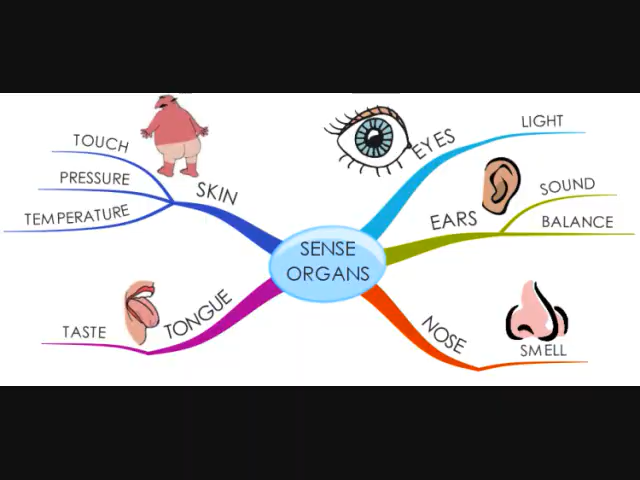 SENSE
ORGANS
EYES
LIGHT
EARS
SOUND
BALANCE
NOSE
SMELL
TONGUE
TASTE
SKIN
TOUCH
PRESSURE
TEMPERATURE